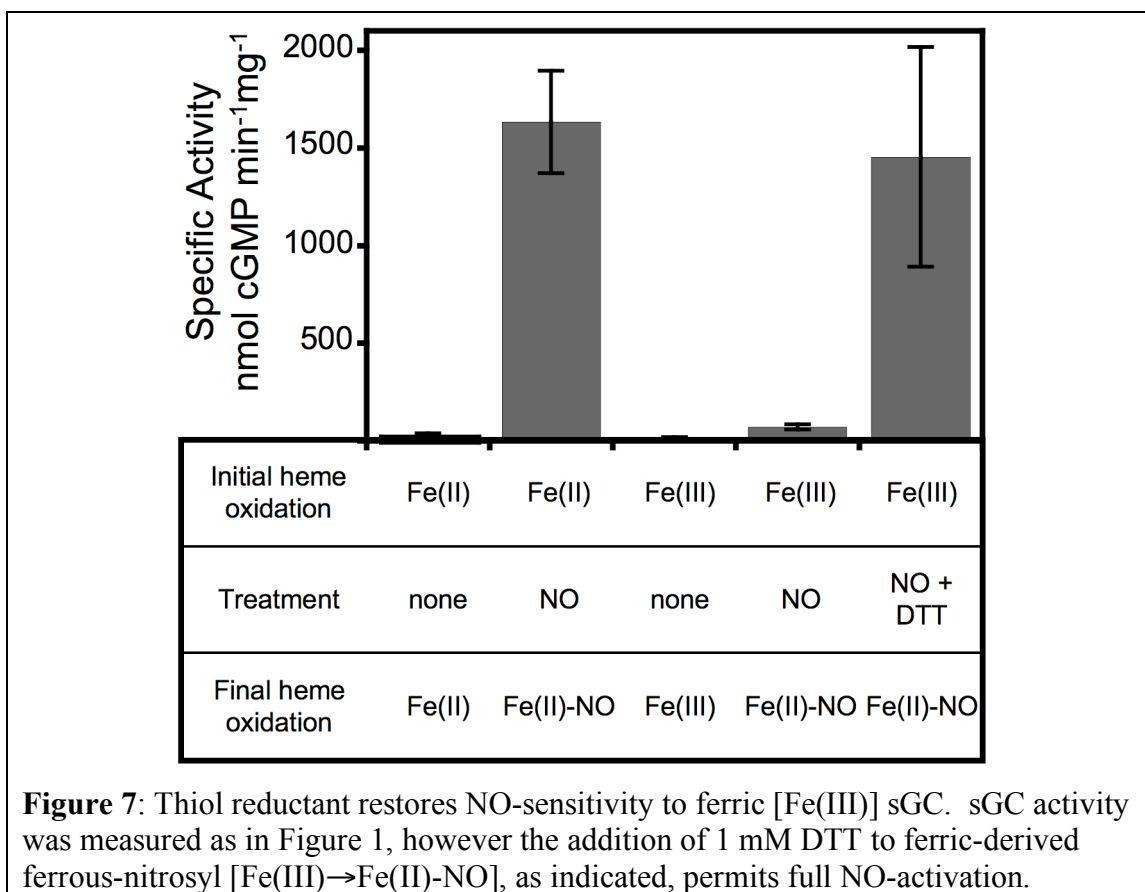 Specific Activity
nmol cGMP min⁻¹mg⁻¹
2000
1500
1000
500
Initial heme
oxidation
Fe(II) Fe(II) Fe(III) Fe(III) Fe(III)
Treatment none NO none NO NO +
DTT
Final heme
oxidation
Fe(II) Fe(II)-NO Fe(III) Fe(II)-NO Fe(II)-NO
Figure 7: Thiol reductant restores NO-sensitivity to ferric [Fe(III)] sGC. sGC activity
was measured as in Figure 1, however the addition of 1 mM DTT to ferric-derived
ferrous-nitrosyl [Fe(III)→Fe(II)-NO], as indicated, permits full NO-activation.